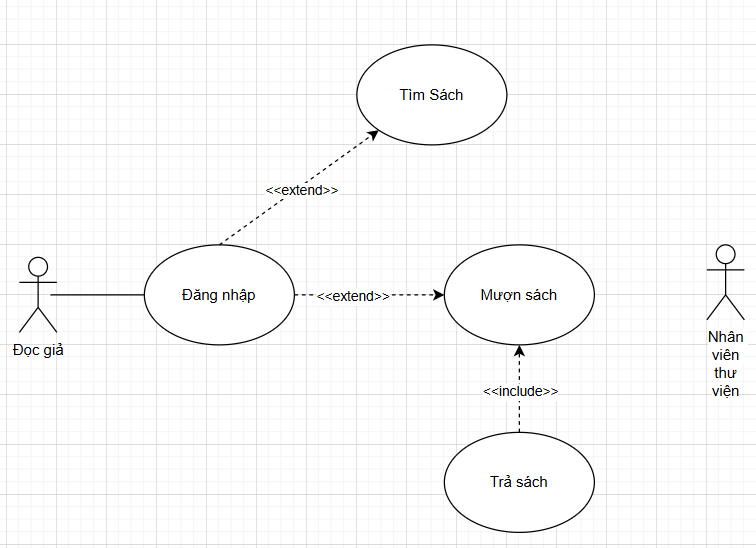 Tìm Sách
<<extend>>
Đăng nhập
<<extend>>
Mượn sách
Đọc giả
Nhân
viên
thư
viện
<<include>>
Trả sách